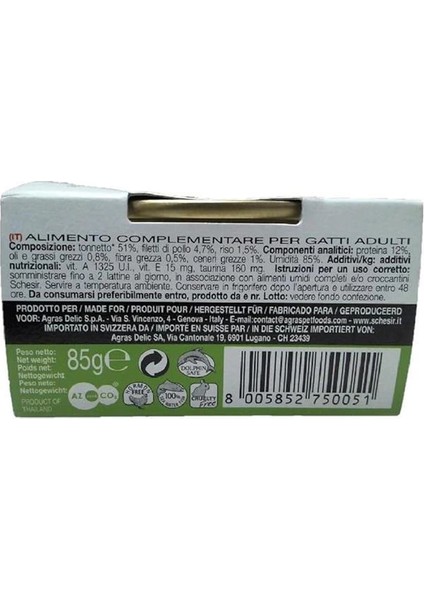 (IT) ALIMENTO COMPLEMENTARE PER GATTI ADULTI
Composizione: tonnetto* 51%, filetti di pollo 4,7%, riso 1,5%. Componenti analitici: proteina 12%,
oli e grassi grezzi 0,8%, fibra grezza 0,5%, ceneri grezze 1%. Umidità 85%. Additivi/kg: additivi
nutrizionali: vit. A 1325 U.I., vit. E 15 mg, taurina 160 mg. Istruzioni per un uso corretto:
somministrare fino a 2 lattine al giorno, in associazione con alimenti umidi completi e/o croccantini
Schesir. Servire a temperatura ambiente. Conservare in frigorifero dopo l'apertura e utilizzare entro 48
ore. Da consumarsi preferibilmente entro, prodotto da e nr. Lotto: vedere fondo confezione.
PRODOTTO PER / MADE FOR / PRODUIT POUR / HERGESTELLT FÜR / FABRICADO PARA / GEPRODUCEERD
VOOR: Agras Delic S.p.A. - Via S. Vincenzo, 4 - Genova / Italy - E-mail:contact@agraspetfoods.com - www.schesir.it
IMPORTATO IN SVIZZERA DA / IMPORTÉ EN SUISSE PAR / IN DIE SCHWEIZ IMPORTIERT DURCH:
Agras Delic SA, Via Cantonale 19, 6901 Lugano - CH 23439
Peso netto:
Net weight:
Poids net:
Nettogewicht:
Peso neto:
Nettogewicht:
85g e
DOLPHIN
SAFE
AZ CO₂
FREE
100%
CRUELTY
Free
PRODUCT OF
THAILAND
8 005852 750051